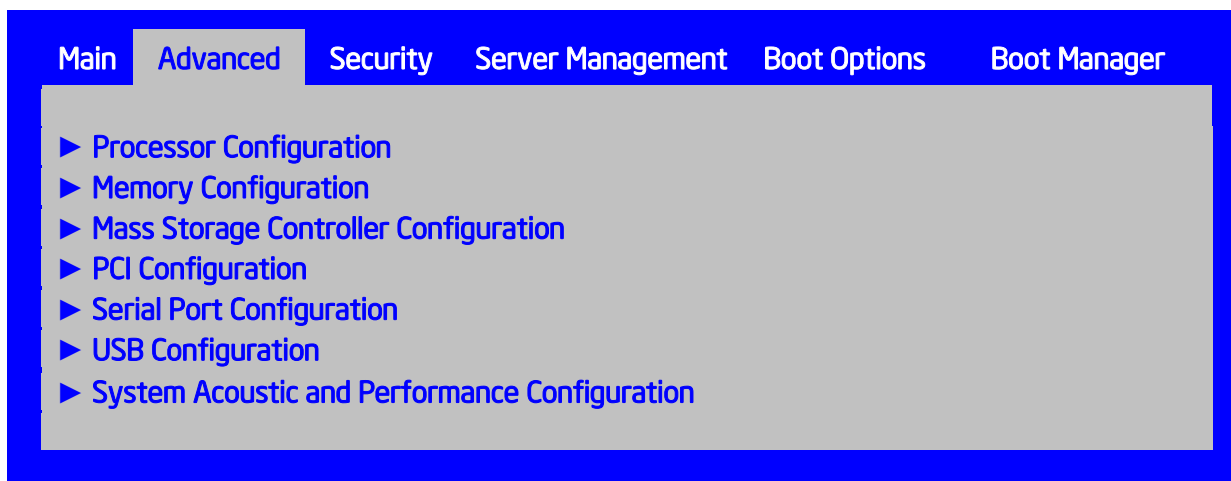 Main Advanced Security Server Management Boot Options Boot Manager
► Processor Configuration
► Memory Configuration
► Mass Storage Controller Configuration
► PCI Configuration
► Serial Port Configuration
► USB Configuration
► System Acoustic and Performance Configuration